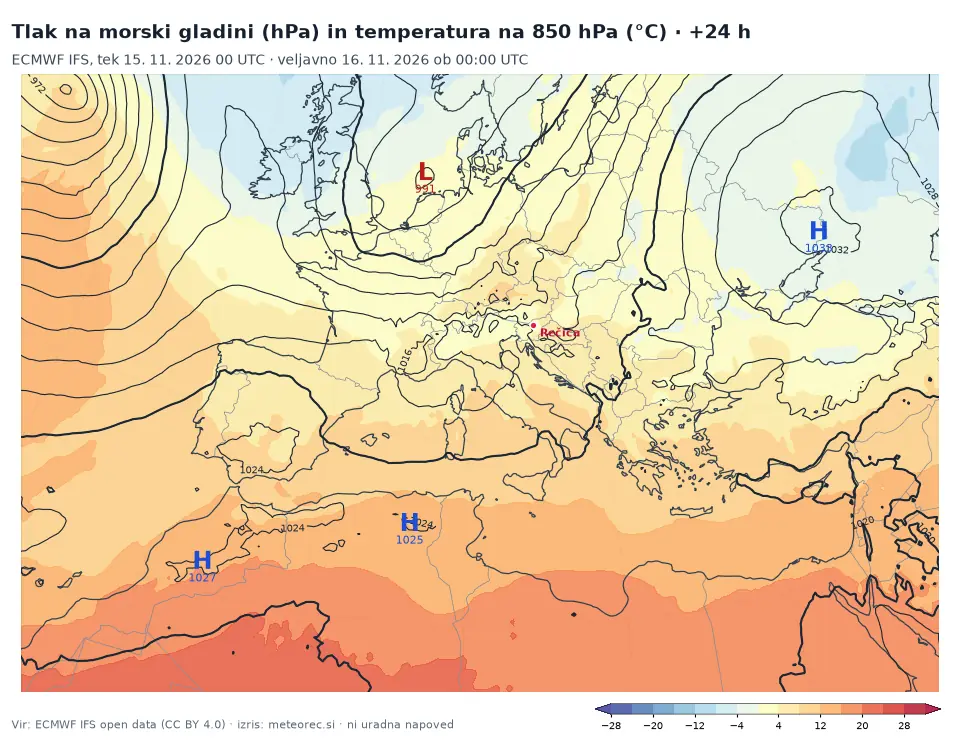 Tlak na morski gladini (hPa) in temperatura na 850 hPa (°C) · +24 h
ECMWF IFS, tek 15. 11. 2026 00 UTC · veljavno 16. 11. 2026 ob 00:00 UTC
972
L
991
1028
H
1032
Rečica
1016
1024
1024
H
1025
1020
H
1027
Vir: ECMWF IFS open data (CC BY 4.0) · izris: meteorec.si · ni uradna napoved
−28 −20 −12 −4 4 12 20 28